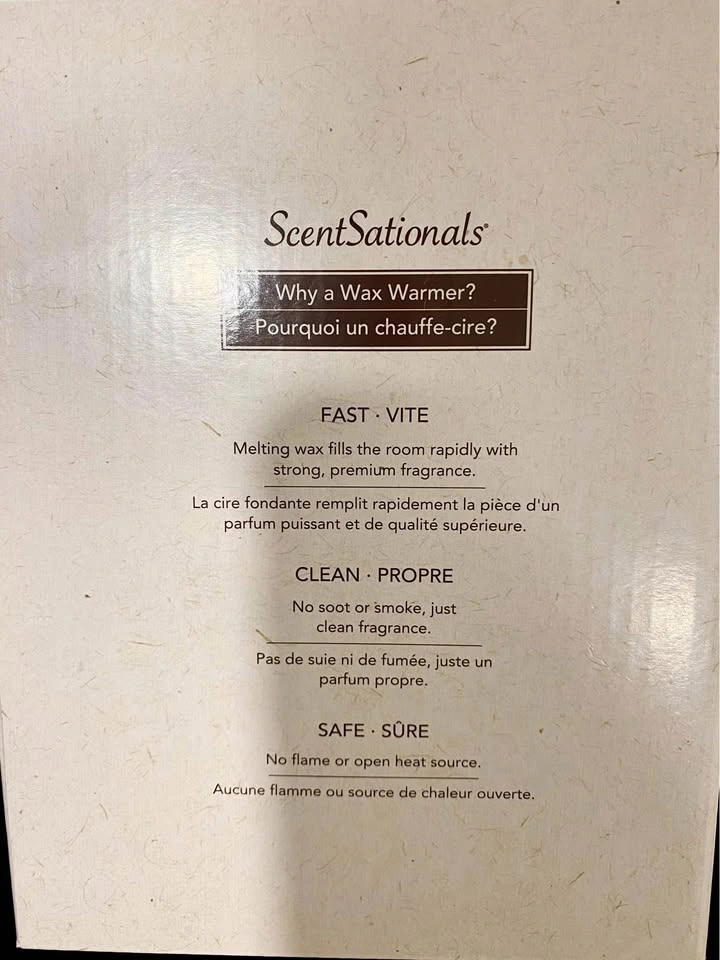 ScentSationals®
Why a Wax Warmer?
Pourquoi un chauffe-cire?
FAST · VITE
Melting wax fills the room rapidly with
strong, premium fragrance.
La cire fondante remplit rapidement la pièce d'un
parfum puissant et de qualité supérieure.
CLEAN · PROPRE
No soot or smoke, just
clean fragrance.
Pas de suie ni de fumée, juste un
parfum propre.
SAFE · SÛRE
No flame or open heat source.
Aucune flamme ou source de chaleur ouverte.